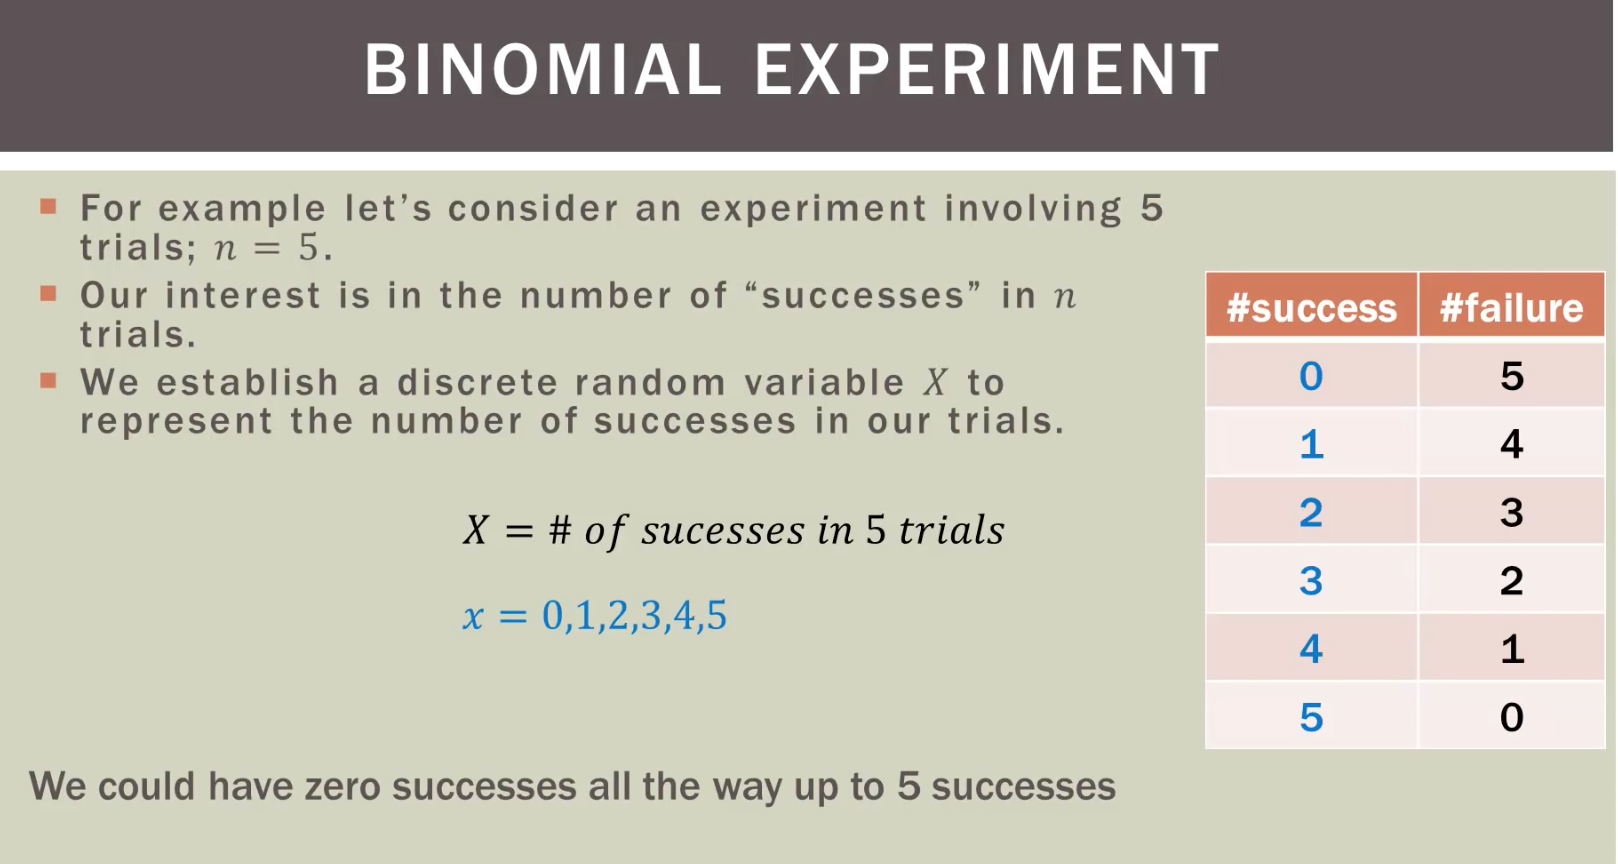 BINOMIAL EXPERIMENT
For example let’s consider an experiment involving 5
trials; n = 5.
Our interest is in the number of “successes” in n
trials.
We establish a discrete random variable X to
represent the number of successes in our trials.
X = # of sucesses in 5 trials
x = 0,1,2,3,4,5
#success #failure
0 5
1 4
2 3
3 2
4 1
5 0
We could have zero successes all the way up to 5 successes